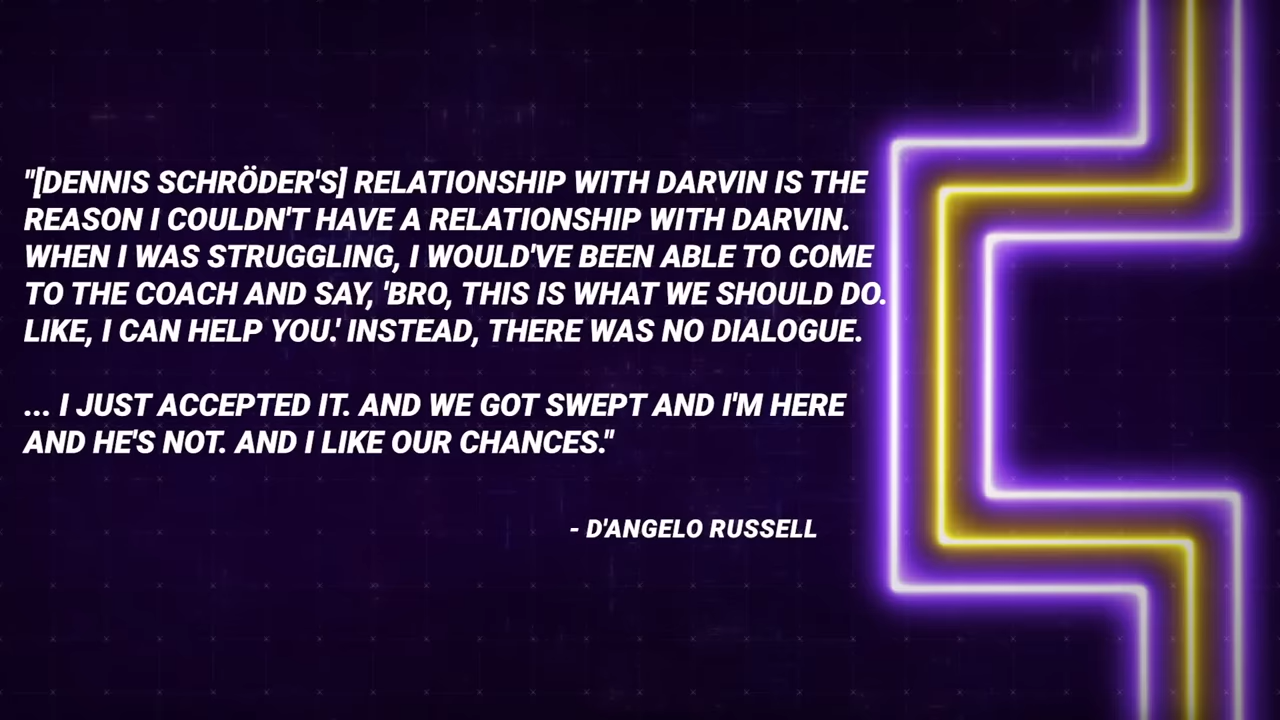 "[DENNIS SCHRÖDER'S] RELATIONSHIP WITH DARVIN IS THE
REASON I COULDN'T HAVE A RELATIONSHIP WITH DARVIN.
WHEN I WAS STRUGGLING, I WOULD'VE BEEN ABLE TO COME
TO THE COACH AND SAY, 'BRO, THIS IS WHAT WE SHOULD DO.
LIKE, I CAN HELP YOU.' INSTEAD, THERE WAS NO DIALOGUE.
... I JUST ACCEPTED IT. AND WE GOT SWEPT AND I'M HERE
AND HE'S NOT. AND I LIKE OUR CHANCES."
- D'ANGELO RUSSELL